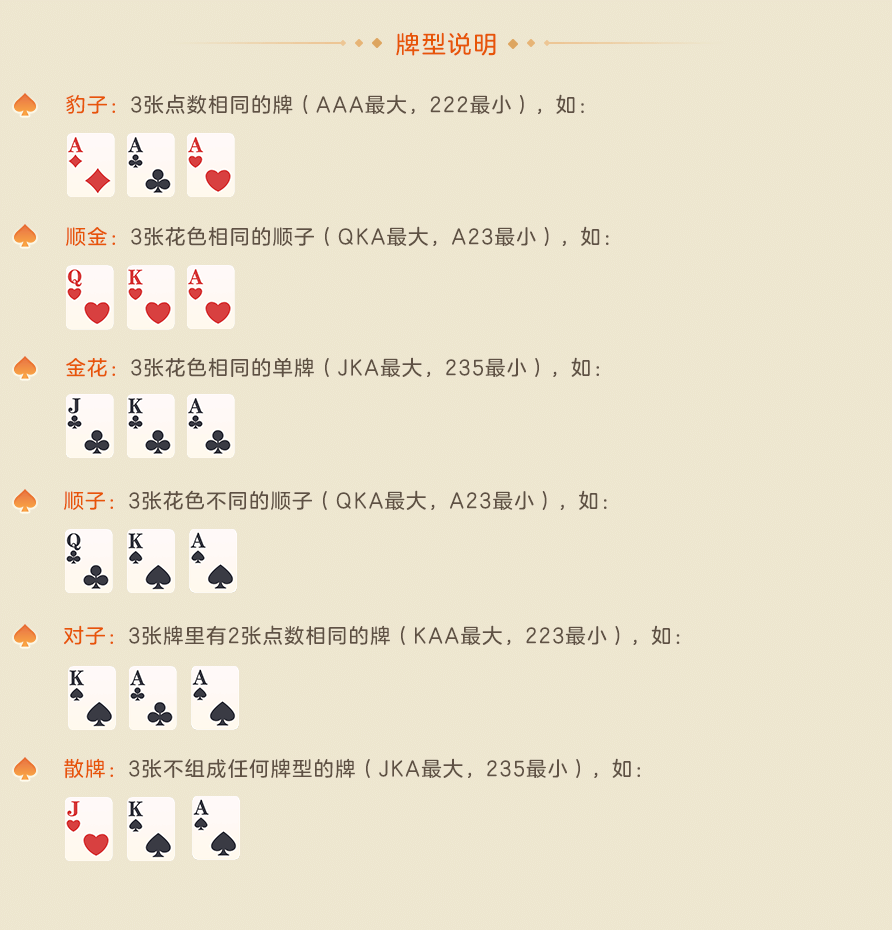 牌型说明
豹子：3张点数相同的牌（AAA最大，222最小），如：
A A A
顺金：3张花色相同的顺子（QKA最大，A23最小），如：
Q K A
金花：3张花色相同的单牌（JKA最大，235最小），如：
J K A
顺子：3张花色不同的顺子（QKA最大，A23最小），如：
Q K A
对子：3张牌里有2张点数相同的牌（KAA最大，223最小），如：
K A A
散牌：3张不组成任何牌型的牌（JKA最大，235最小），如：
J K A